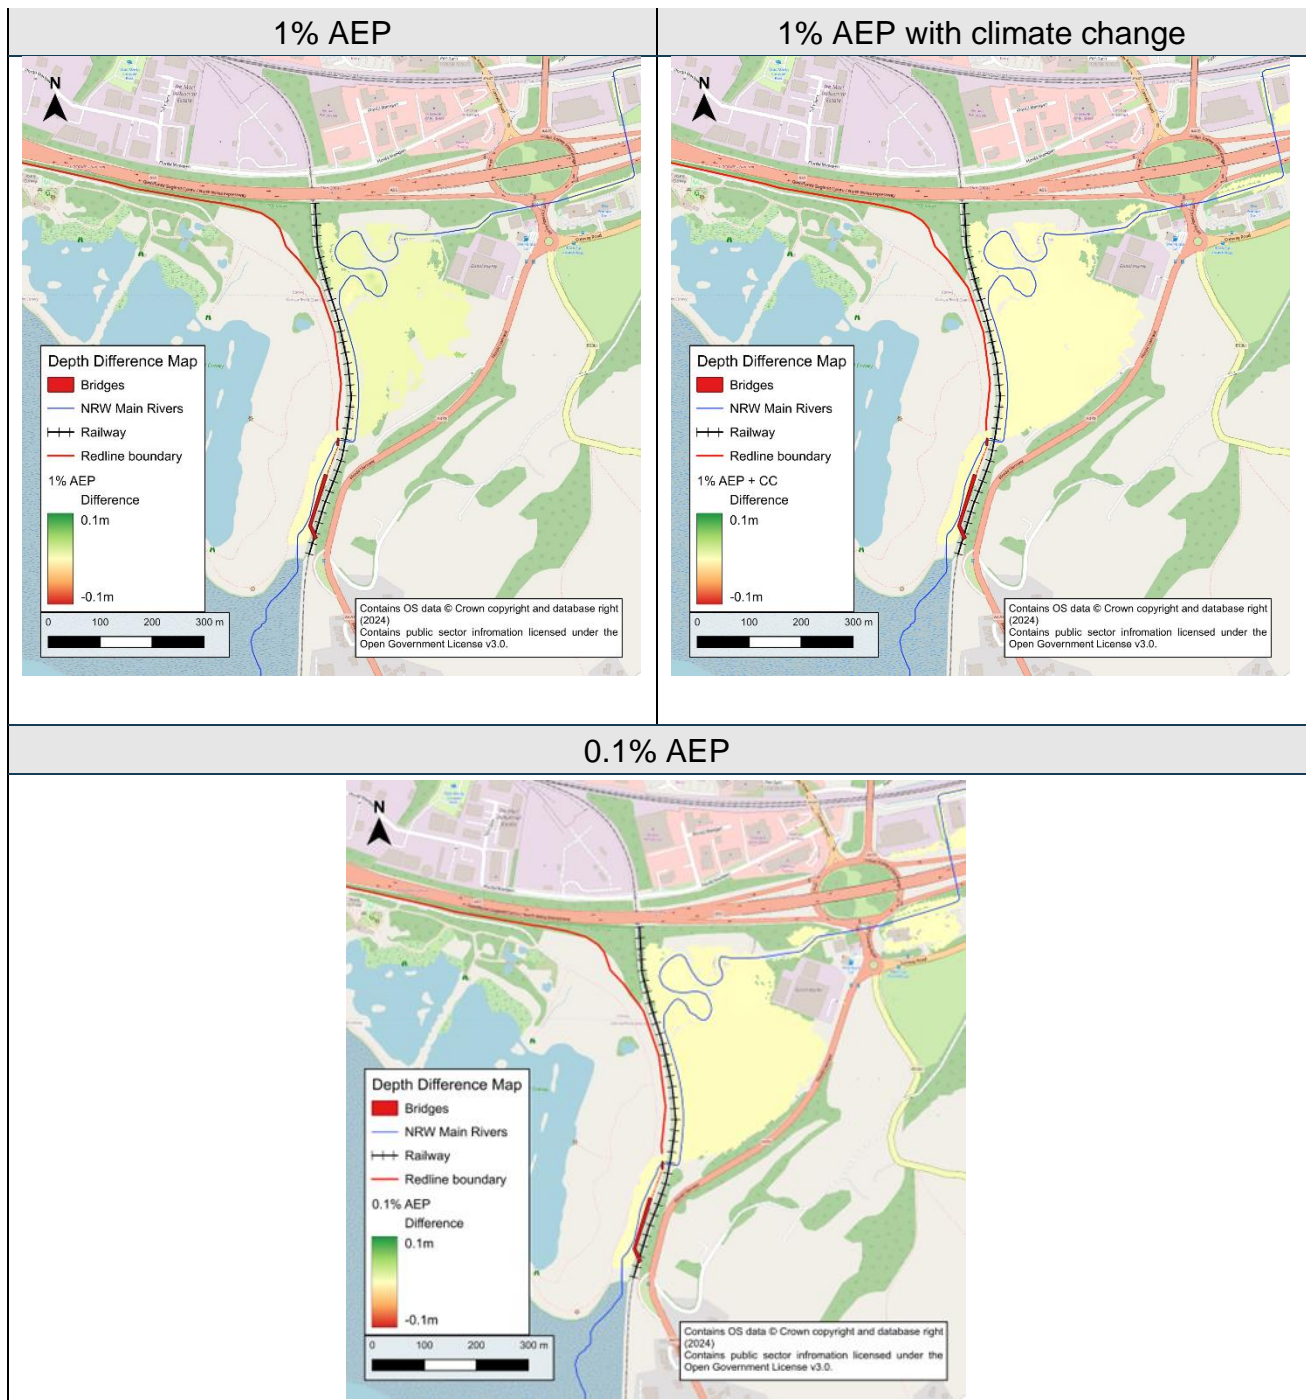 1% AEP
1% AEP with climate change
N
Depth Difference Map
Bridges
NRW Main Rivers
Railway
Redline boundary
1% AEP
Difference
0.1m
-0.1m
0 100 200 300 m
Contains OS data © Crown copyright and database right
(2024)
Contains public sector infromation licensed under the
Open Government License v3.0.
N
Depth Difference Map
Bridges
NRW Main Rivers
Railway
Redline boundary
1% AEP + CC
Difference
0.1m
-0.1m
0 100 200 300 m
Contains OS data © Crown copyright and database right
(2024)
Contains public sector infromation licensed under the
Open Government License v3.0.
0.1% AEP
N
Depth Difference Map
Bridges
NRW Main Rivers
Railway
Redline boundary
0.1% AEP
Difference
0.1m
-0.1m
0 100 200 300 m
Contains OS data © Crown copyright and database right
(2024)
Contains public sector infromation licensed under the
Open Government License v3.0.